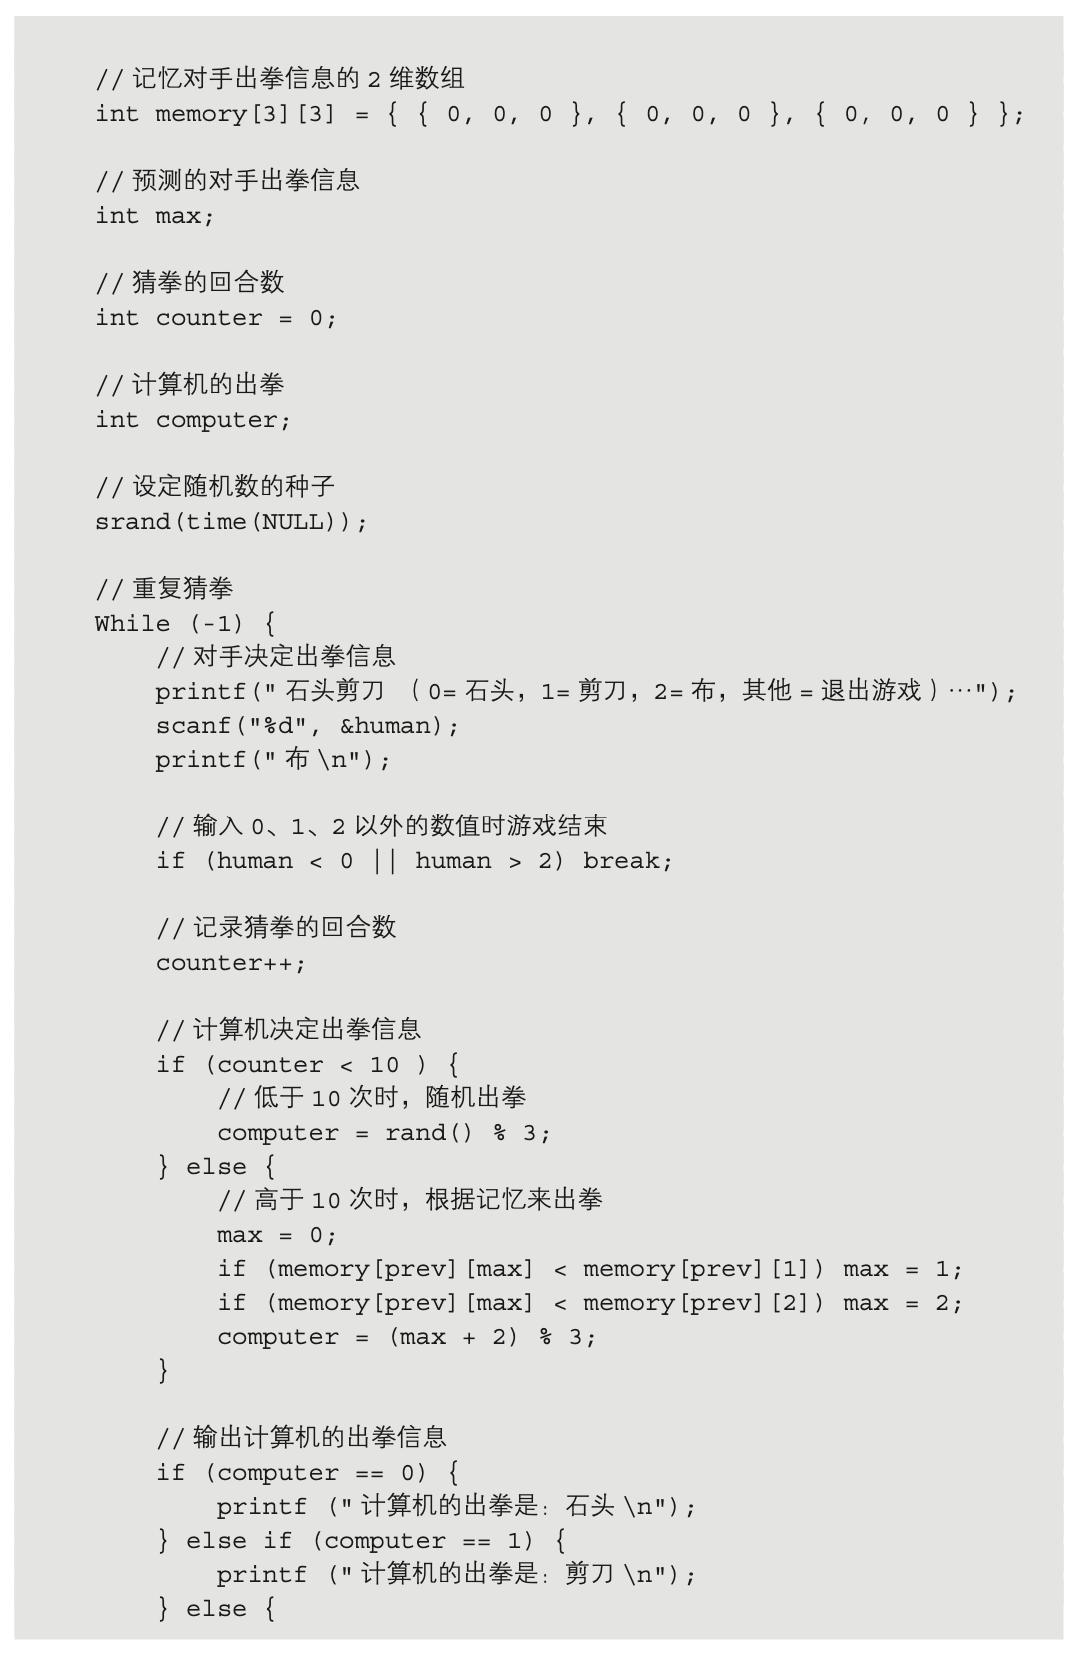 // 记忆对手出拳信息的 2 维数组
int memory[3][3] = { { 0, 0, 0 }, { 0, 0, 0 }, { 0, 0, 0 } };
// 预测的对手出拳信息
int max;
// 猜拳的回合数
int counter = 0;
// 计算机的出拳
int computer;
// 设定随机数的种子
srand(time(NULL));
// 重复猜拳
While (-1) {
// 对手决定出拳信息
printf(" 石头剪刀 （0= 石头，1= 剪刀，2= 布，其他 = 退出游戏）…");
scanf("%d", &human);
printf(" 布 \n");
// 输入 0、1、2 以外的数值时游戏结束
if (human < 0 || human > 2) break;
// 记录猜拳的回合数
counter++;
// 计算机决定出拳信息
if (counter < 10 ) {
// 低于 10 次时，随机出拳
computer = rand() % 3;
} else {
// 高于 10 次时，根据记忆来出拳
max = 0;
if (memory[prev][max] < memory[prev][1]) max = 1;
if (memory[prev][max] < memory[prev][2]) max = 2;
computer = (max + 2) % 3;
}
// 输出计算机的出拳信息
if (computer == 0) {
printf (" 计算机的出拳是：石头 \n");
} else if (computer == 1) {
printf (" 计算机的出拳是：剪刀 \n");
} else {